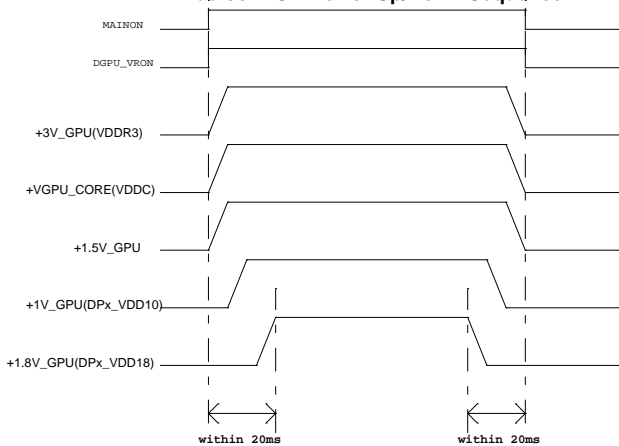 MAINON
DGPU_VRON
+3V_GPU(VDDR3)
+VGPU_CORE(VDDC)
+1.5V_GPU
+1V_GPU(DPx_VDD10)
+1.8V_GPU(DPx_VDD18)
within 20ms
within 20ms